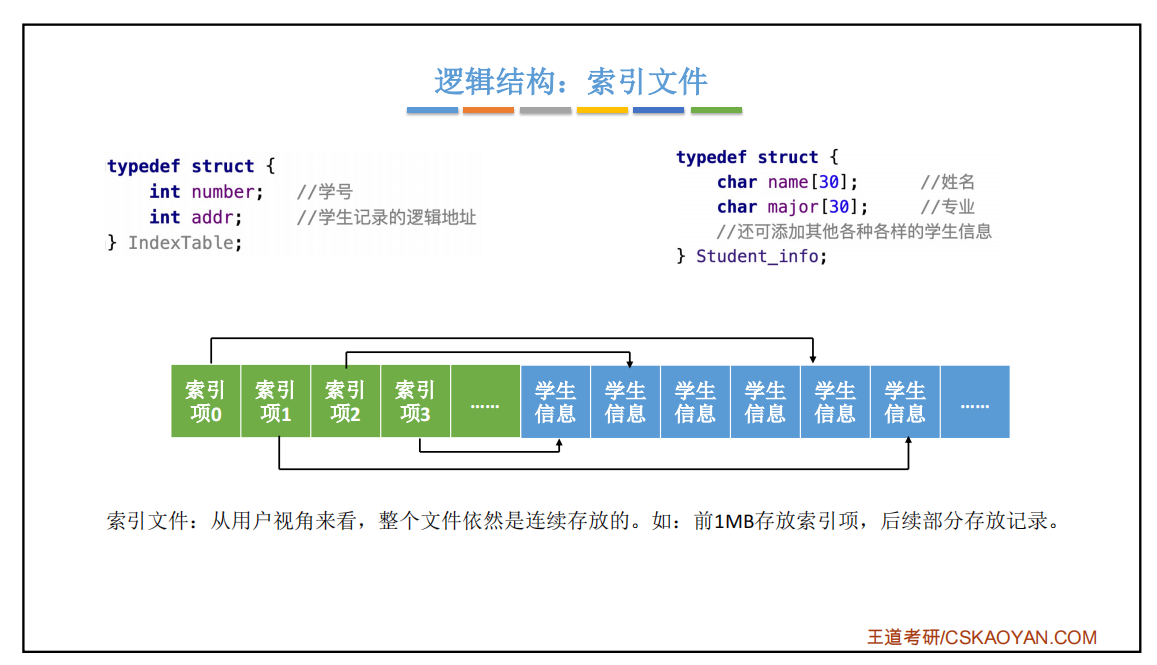 逻辑结构：索引文件
typedef struct {
int number; //学号
int addr; //学生记录的逻辑地址
} IndexTable;
typedef struct {
char name[30]; //姓名
char major[30]; //专业
//还可添加其他各种各样的学生信息
} Student_info;
索引项0 索引项1 索引项2 索引项3 …… 学生信息 学生信息 学生信息 学生信息 学生信息 学生信息 ……
索引文件：从用户视角来看，整个文件依然是连续存放的。如：前1MB存放索引项，后续部分存放记录。
王道考研/CSKAOYAN.COM